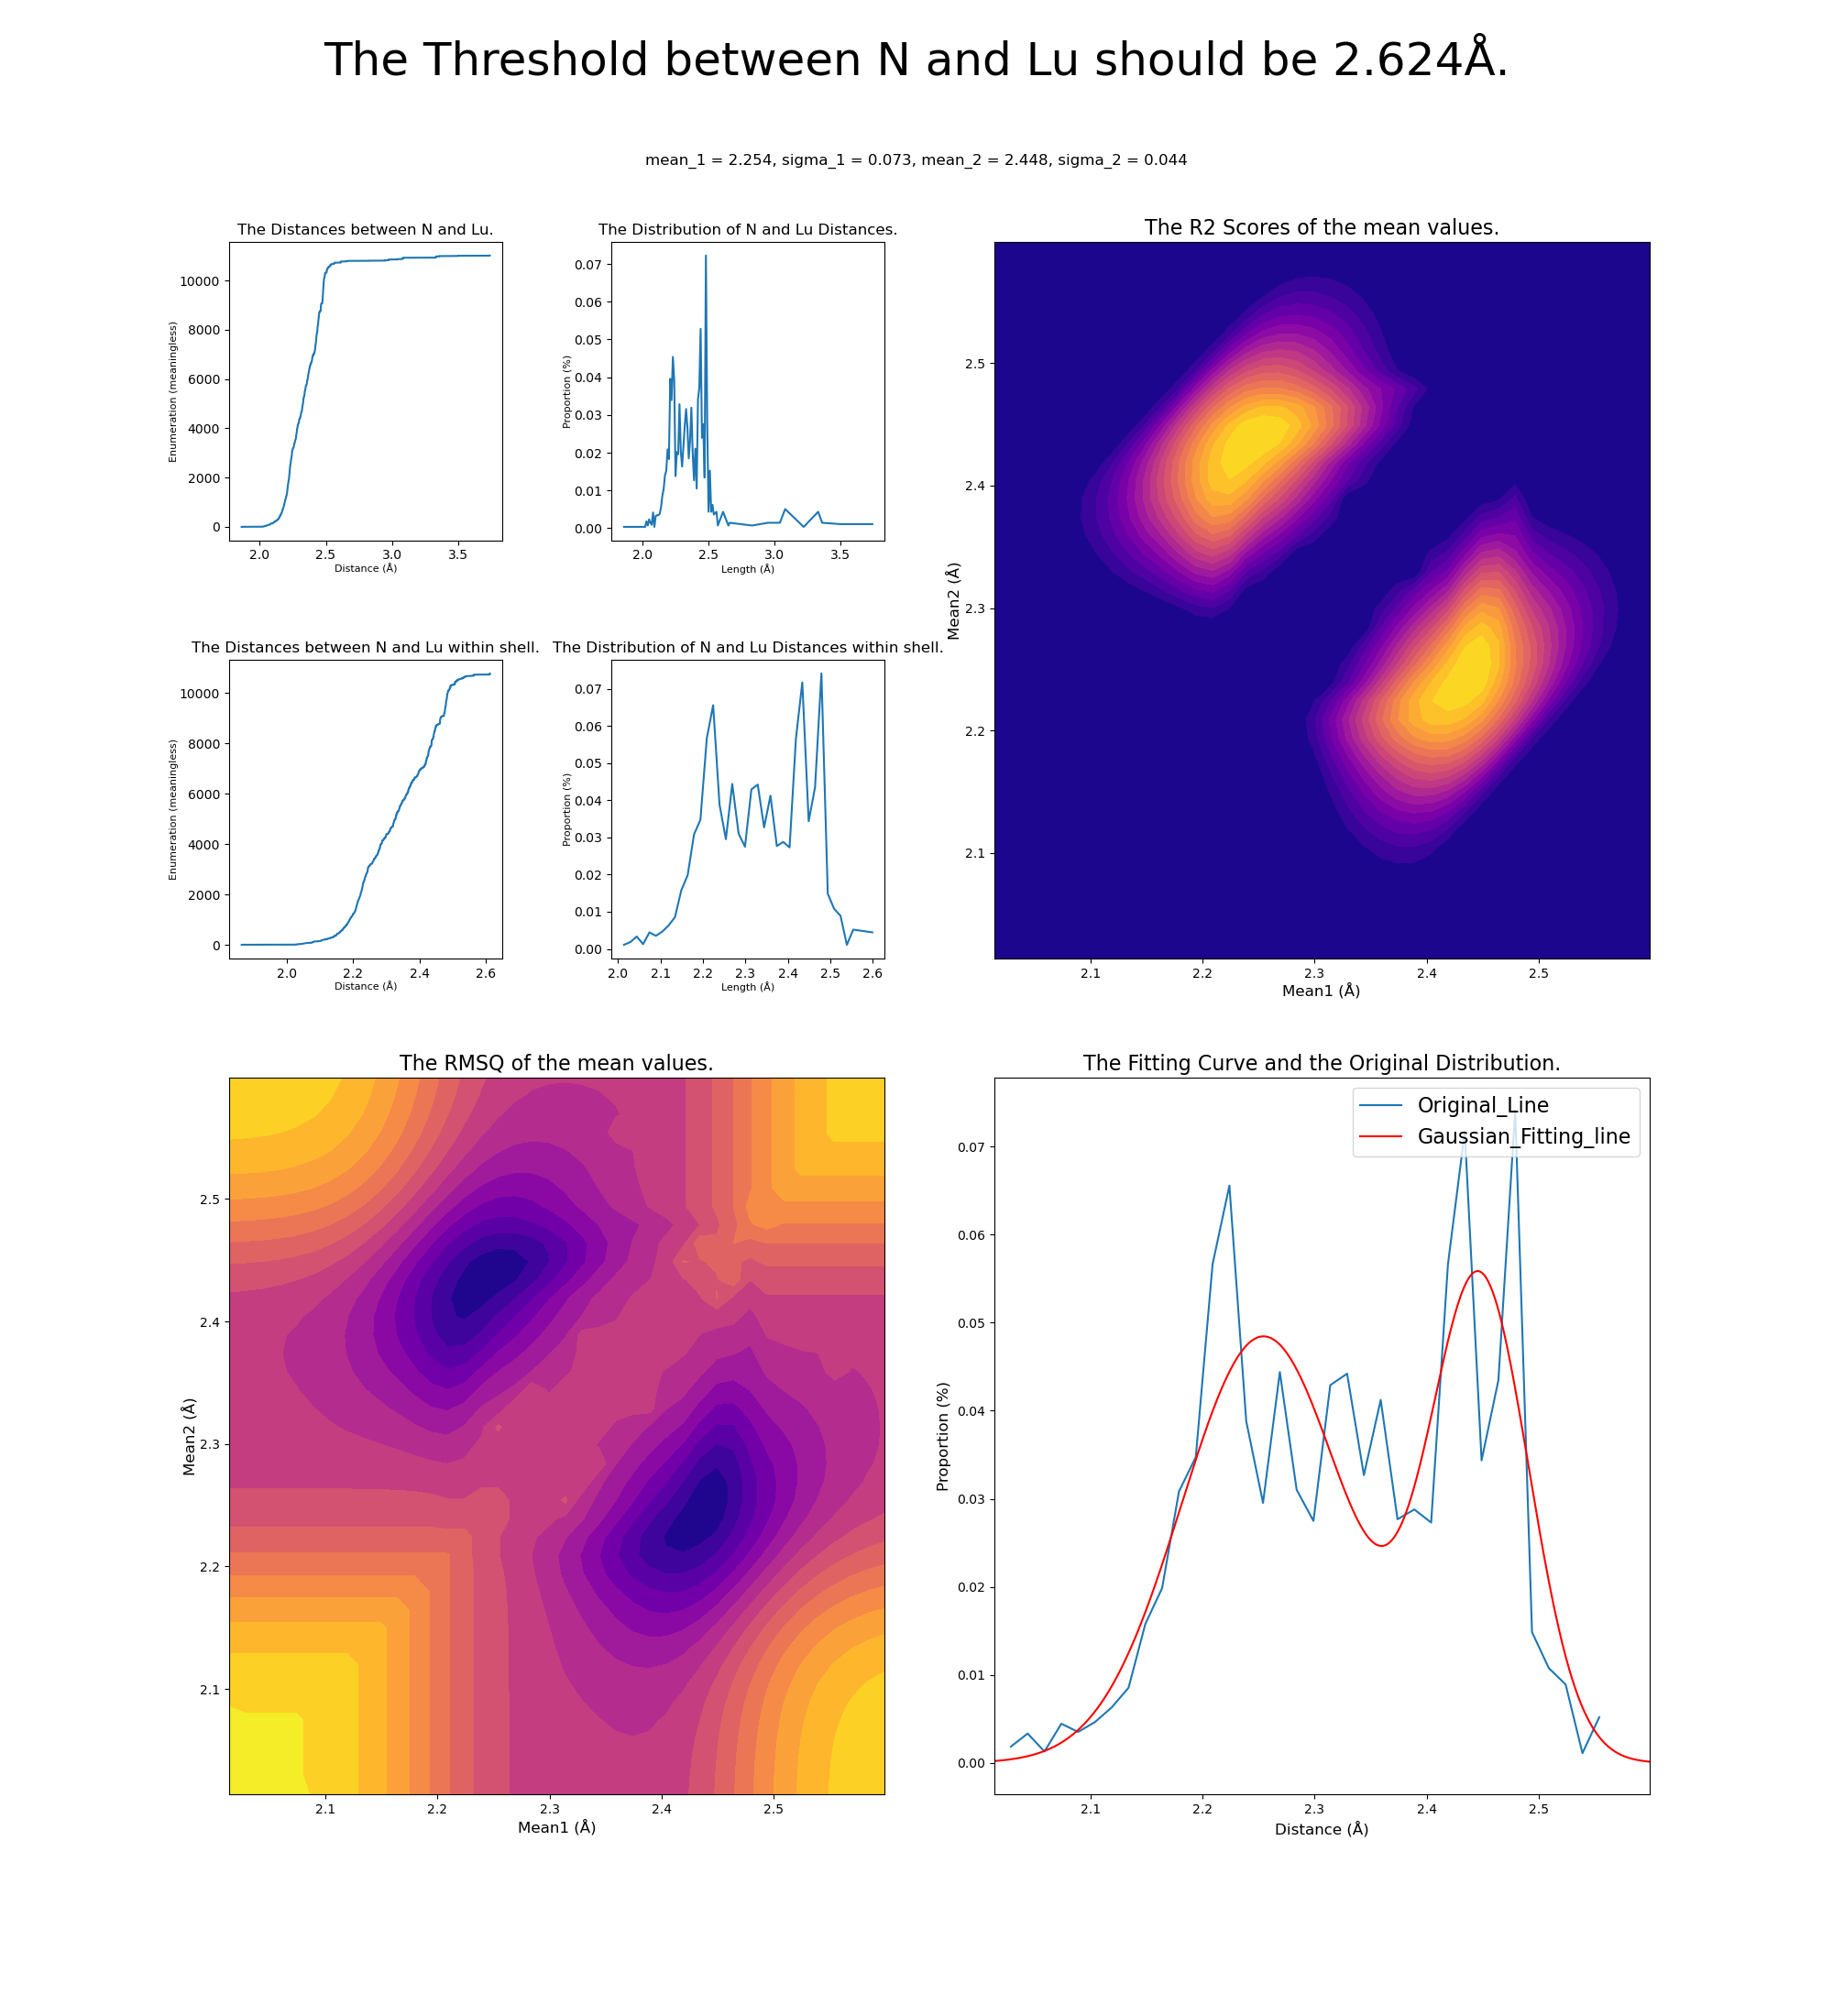 The Threshold between N and Lu should be 2.624Å.
mean_1 = 2.254, sigma_1 = 0.073, mean_2 = 2.448, sigma_2 = 0.044
The Distances between N and Lu.
Enumeration (meaningless)
10000
8000
6000
4000
2000
0
2.0 2.5 3.0 3.5
Distance (Å)
The Distribution of N and Lu Distances.
Proportion (%)
0.07
0.06
0.05
0.04
0.03
0.02
0.01
0.00
2.0 2.5 3.0 3.5
Length (Å)
The R2 Scores of the mean values.
Mean2 (Å)
2.5
2.4
2.3
2.2
2.1
2.1 2.2 2.3 2.4 2.5
Mean1 (Å)
The Distances between N and Lu within shell.
Enumeration (meaningless)
10000
8000
6000
4000
2000
0
2.0 2.2 2.4 2.6
Distance (Å)
The Distribution of N and Lu Distances within shell.
Proportion (%)
0.07
0.06
0.05
0.04
0.03
0.02
0.01
0.00
2.0 2.1 2.2 2.3 2.4 2.5 2.6
Length (Å)
The RMSQ of the mean values.
Mean2 (Å)
2.5
2.4
2.3
2.2
2.1
2.1 2.2 2.3 2.4 2.5
Mean1 (Å)
The Fitting Curve and the Original Distribution.
Original_Line
Gaussian_Fitting_line
Proportion (%)
0.07
0.06
0.05
0.04
0.03
0.02
0.01
0.00
2.1 2.2 2.3 2.4 2.5
Distance (Å)